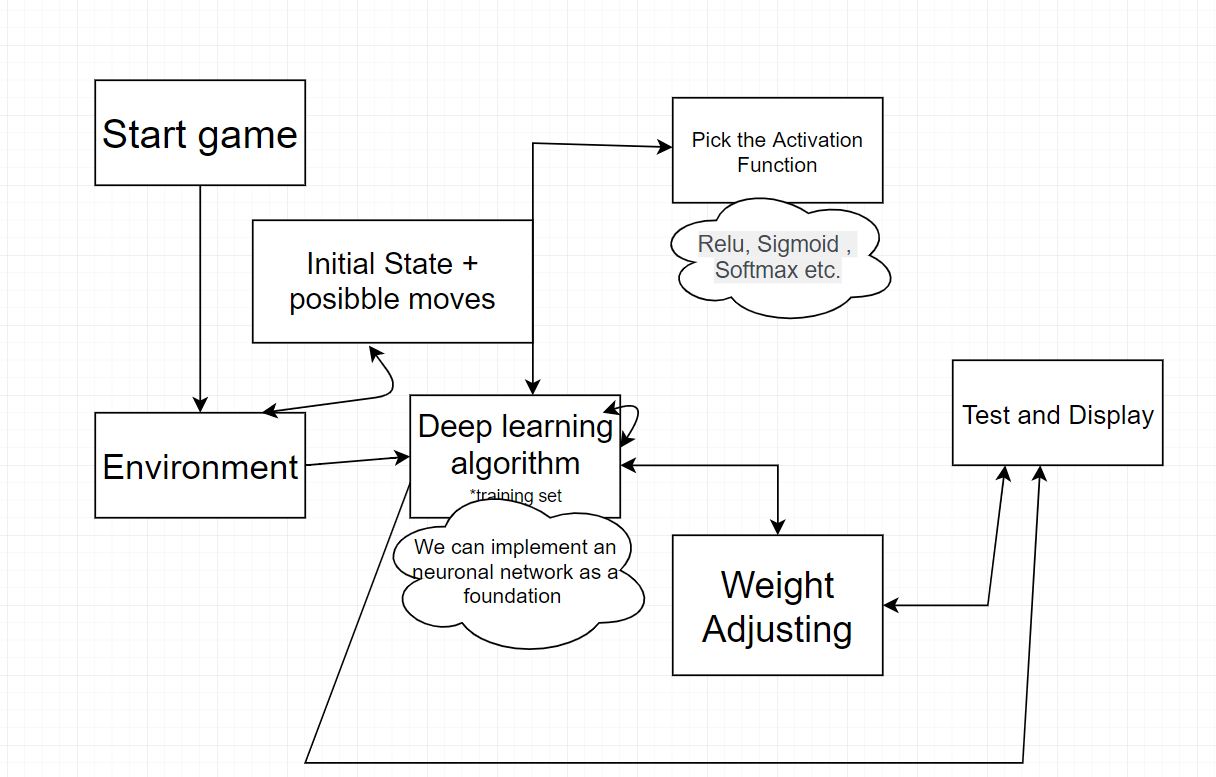 Start game
Pick the Activation
Function
Relu, Sigmoid ,
Softmax etc.
Initial State +
posibble moves
Environment
Deep learning
algorithm
*training set
We can implement an
neuronal network as a
foundation
Test and Display
Weight
Adjusting